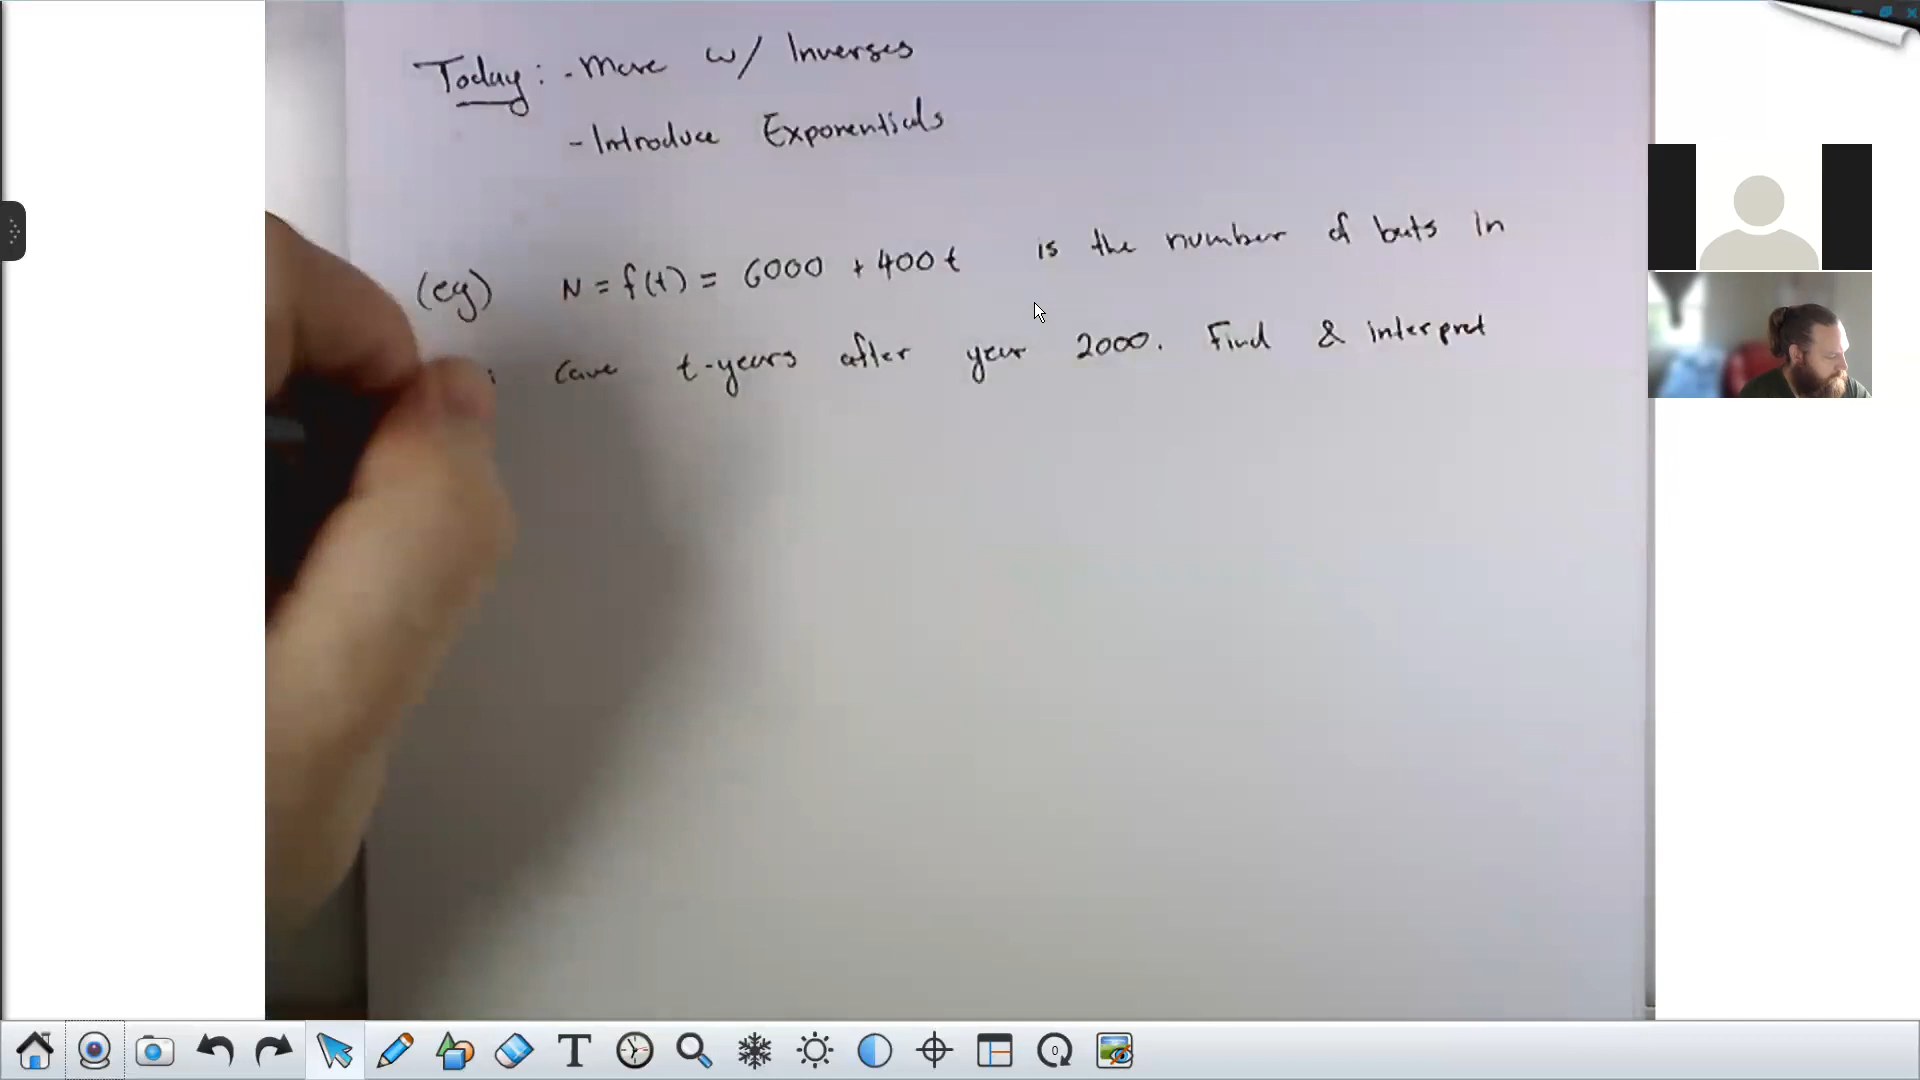 Today: - More w/ Inverses
- Introduce Exponentials
(eg) N = f(t) = 6000 + 400t is the number of bats in
cave t-years after year 2000. Find & interpret
T
0